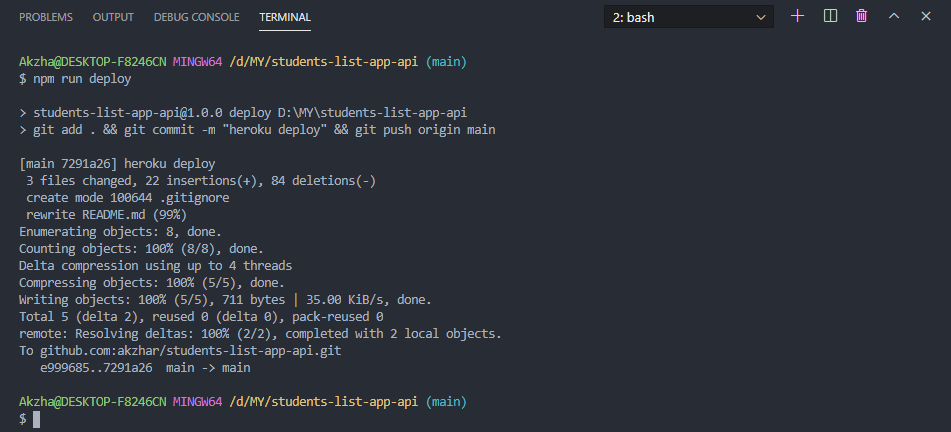 PROBLEMS OUTPUT DEBUG CONSOLE TERMINAL 2: bash
Akzha@DESKTOP-F8246CN MINGW64 /d/MY/students-list-app-api (main)
$ npm run deploy
> students-list-app-api@1.0.0 deploy D:\MY\students-list-app-api
> git add . && git commit -m "heroku deploy" && git push origin main
[main 7291a26] heroku deploy
3 files changed, 22 insertions(+), 84 deletions(-)
create mode 100644 .gitignore
rewrite README.md (99%)
Enumerating objects: 8, done.
Counting objects: 100% (8/8), done.
Delta compression using up to 4 threads
Compressing objects: 100% (5/5), done.
Writing objects: 100% (5/5), 711 bytes | 35.00 KiB/s, done.
Total 5 (delta 2), reused 0 (delta 0), pack-reused 0
remote: Resolving deltas: 100% (2/2), completed with 2 local objects.
To github.com:akzhar/students-list-app-api.git
e999685..7291a26 main -> main
Akzha@DESKTOP-F8246CN MINGW64 /d/MY/students-list-app-api (main)
$